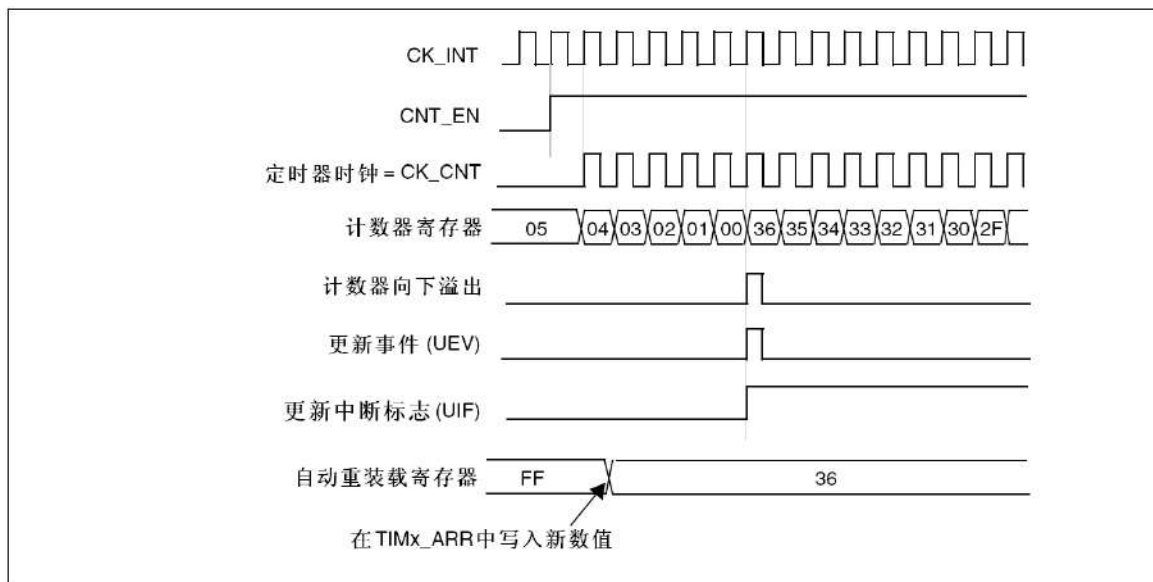 CK_INT
CNT_EN
定时器时钟 = CK_CNT
计数器寄存器 05 04 03 02 01 00 36 35 34 33 32 31 30 2F
计数器向下溢出
更新事件 (UEV)
更新中断标志 (UIF)
自动重装载寄存器 FF 36
在TIMx_ARR中写入新数值